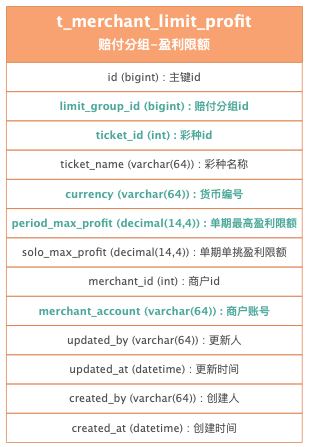 t_merchant_limit_profit
赔付分组-盈利限额
id (bigint) : 主键id
limit_group_id (bigint) : 赔付分组id
ticket_id (int) : 彩种id
ticket_name (varchar(64)) : 彩种名称
currency (varchar(64)) : 货币编号
period_max_profit (decimal(14,4)) : 单期最高盈利限额
solo_max_profit (decimal(14,4)) : 单期单挑盈利限额
merchant_id (int) : 商户id
merchant_account (varchar(64)) : 商户账号
updated_by (varchar(64)) : 更新人
updated_at (datetime) : 更新时间
created_by (varchar(64)) : 创建人
created_at (datetime) : 创建时间